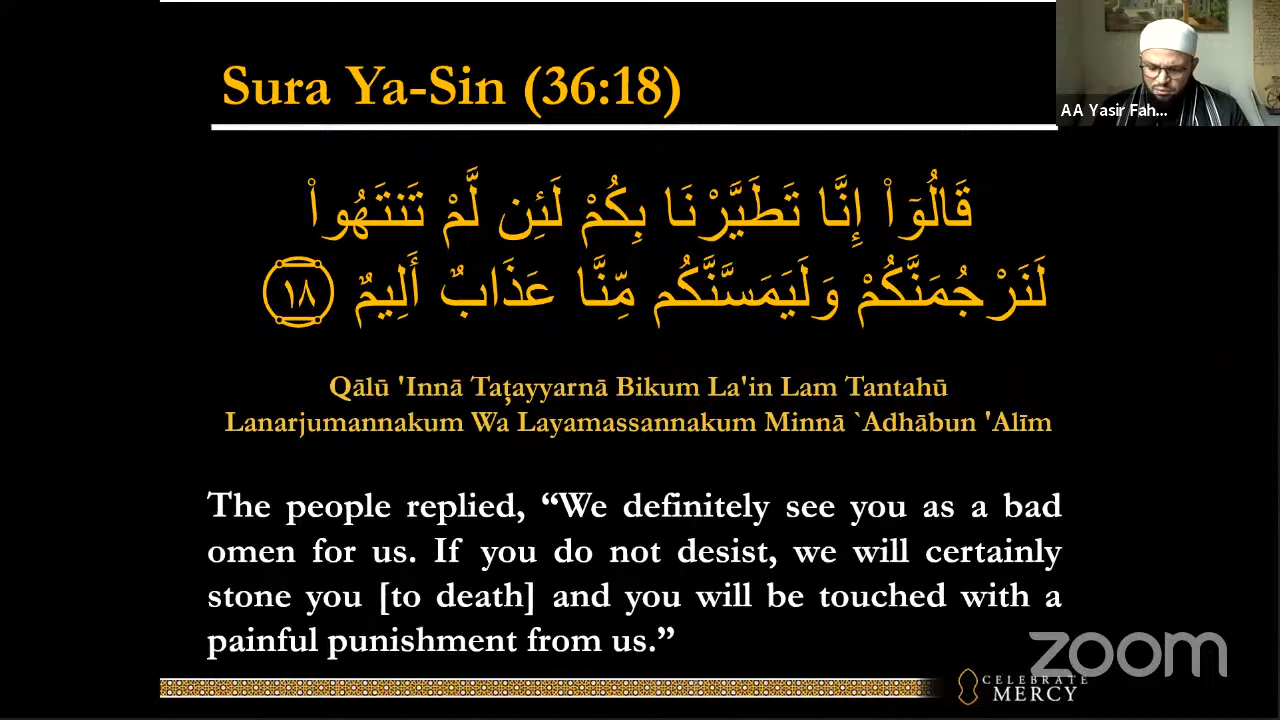 Sura Ya-Sin (36:18)
AA Yasir Fah...
قَالُوٓا۟ إِنَّا تَطَيَّرْنَا بِكُمْ لَئِن لَّمْ تَنتَهُوا۟
لَنَرْجُمَنَّكُمْ وَلَيَمَسَّنَّكُم مِّنَّا عَذَابٌ أَلِيمٌ ١٨
Qālū 'Innā Taţayyarnā Bikum La'in Lam Tantahū
Lanarjumannakum Wa Layamassannakum Minnā `Adhābun 'Alīm
The people replied, “We definitely see you as a bad
omen for us. If you do not desist, we will certainly
stone you [to death] and you will be touched with a
painful punishment from us.”
zoom
CELEBRATE
MERCY